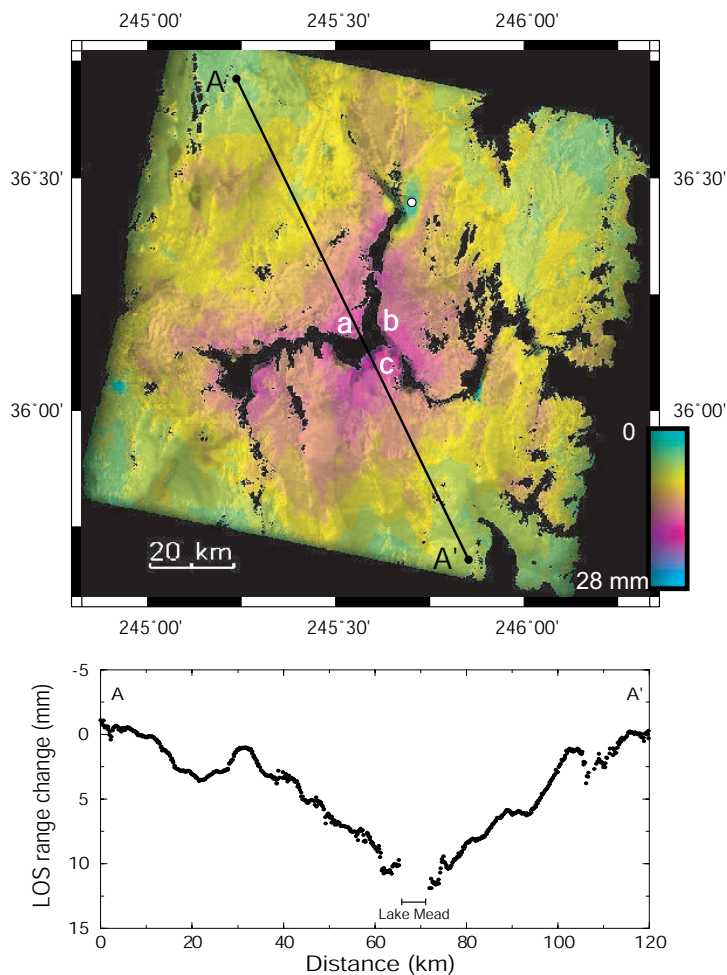 245°00' 245°30' 246°00'
A
36°30' 36°30'
a b
c
36°00' 36°00'
0
A'
20 km
28 mm
245°00' 245°30' 246°00'
-5
A A'
0
5
10
15
LOS range change (mm)
Lake Mead
0 20 40 60 80 100 120
Distance (km)